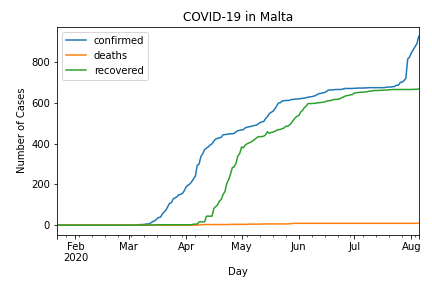 COVID-19 in Malta
confirmed
deaths
recovered
Number of Cases
800
600
400
200
0
Feb Mar Apr May Jun Jul Aug
2020
Day